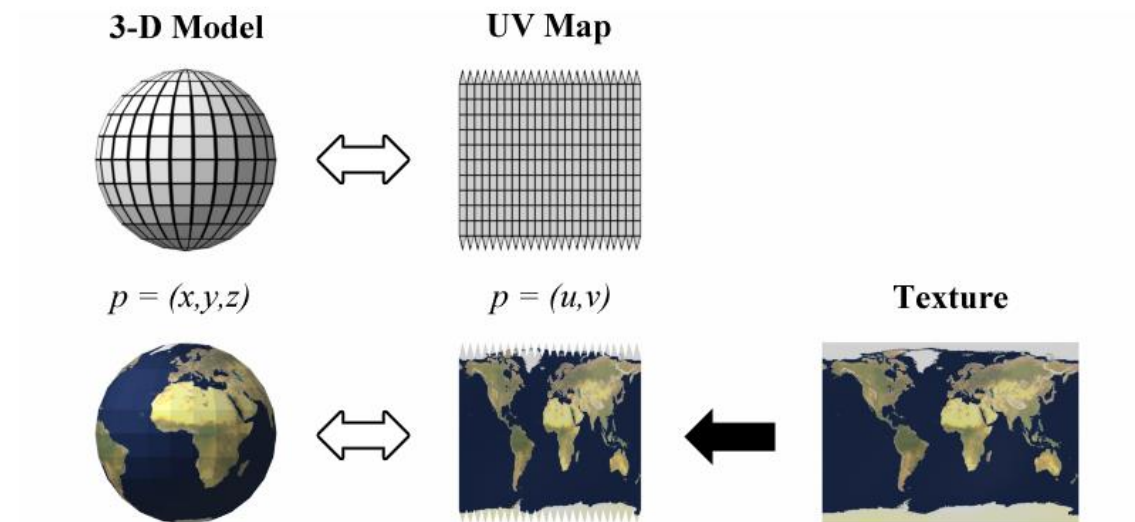 3-D Model
UV Map
p = (x,y,z)
p = (u,v)
Texture